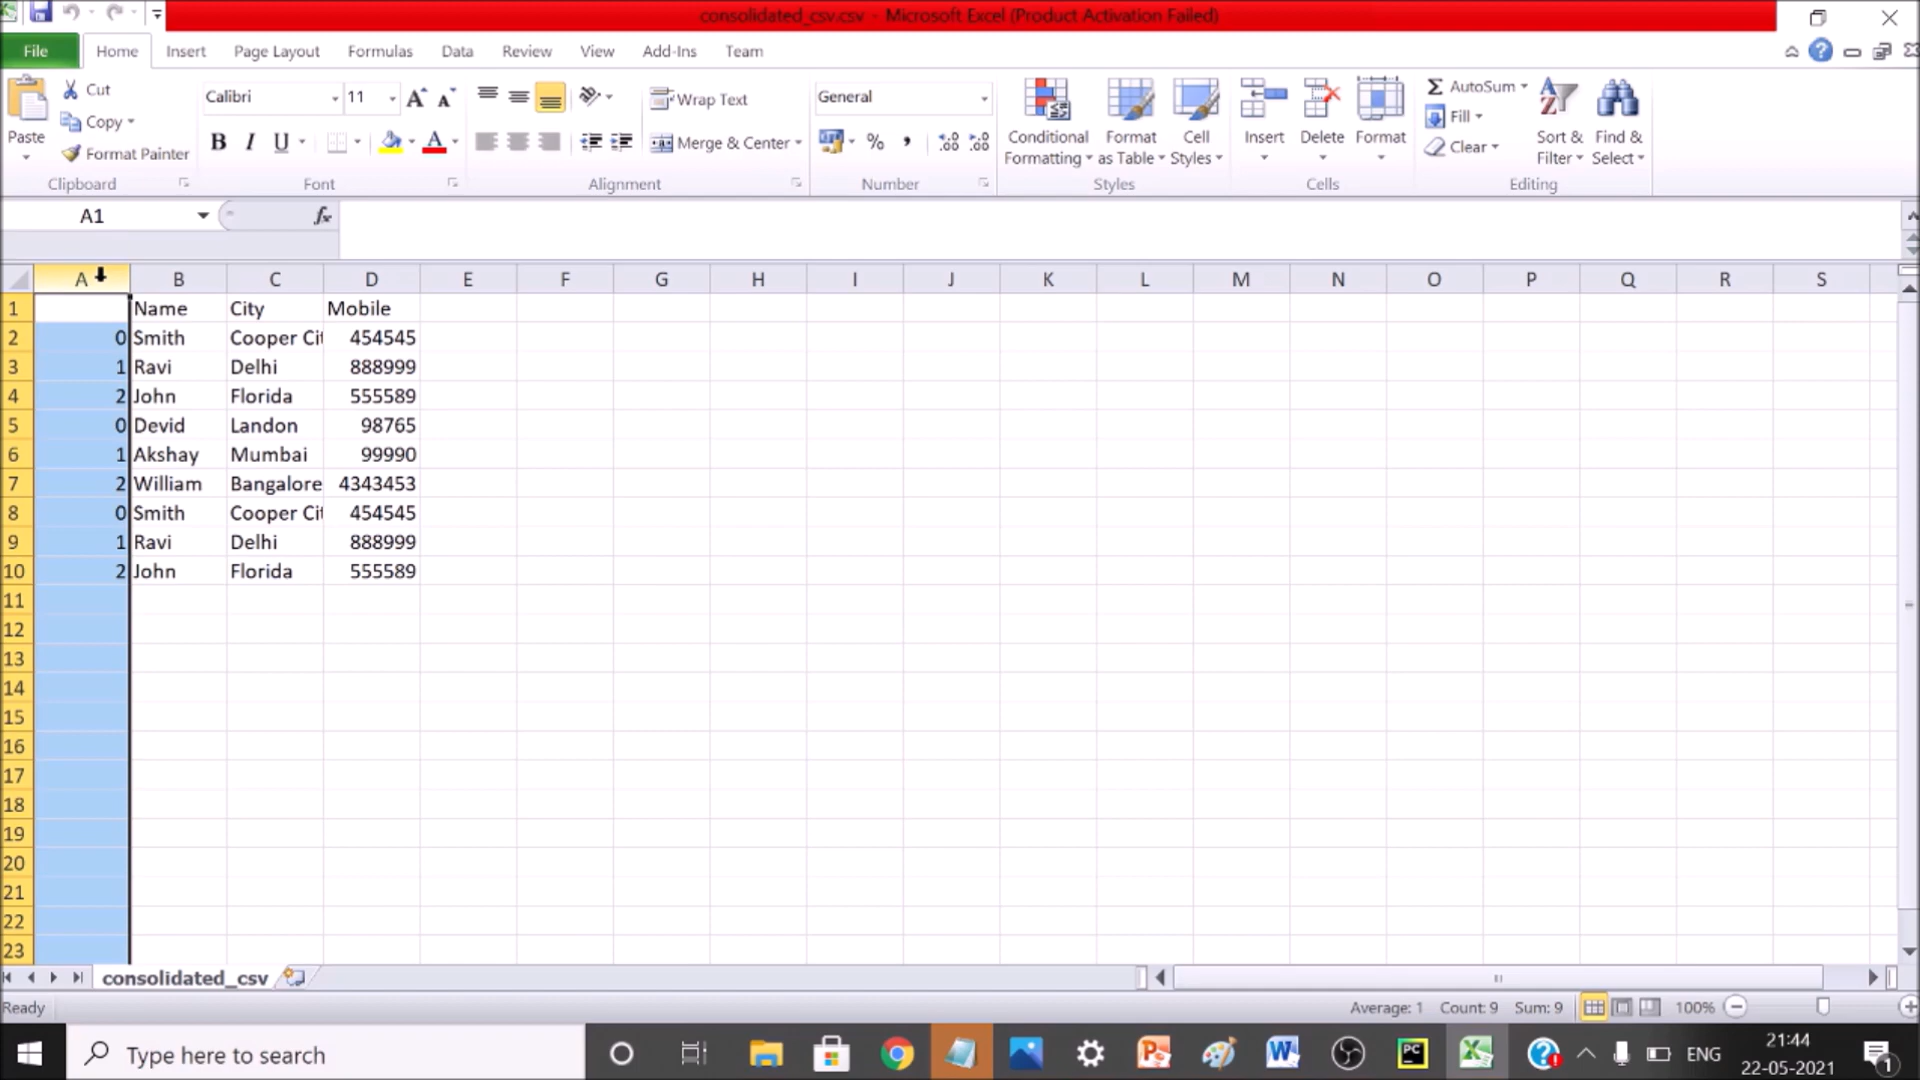 consolidated_csv.csv - Microsoft Excel (Product Activation Failed)
File Home Insert Page Layout Formulas Data Review View Add-Ins Team
Paste Cut Copy Format Painter Clipboard
Calibri 11 A A B I U A Font
Wrap Text Merge & Center Alignment
General % , Number
Conditional Formatting Format as Table Cell Styles Styles
Insert Delete Format Cells
Σ AutoSum Fill Clear Sort & Filter Find & Select Editing
A1 fx
A B C D E F G H I J K L M N O P Q R S
1 Name City Mobile
2 0 Smith Cooper Cit 454545
3 1 Ravi Delhi 888999
4 2 John Florida 555589
5 0 Devid Landon 98765
6 1 Akshay Mumbai 99990
7 2 William Bangalore 4343453
8 0 Smith Cooper Cit 454545
9 1 Ravi Delhi 888999
10 2 John Florida 555589
11
12
13
14
15
16
17
18
19
20
21
22
23
consolidated_csv
Ready Average: 1 Count: 9 Sum: 9 100%
Type here to search
PC
ENG
21:44
22-05-2021
1